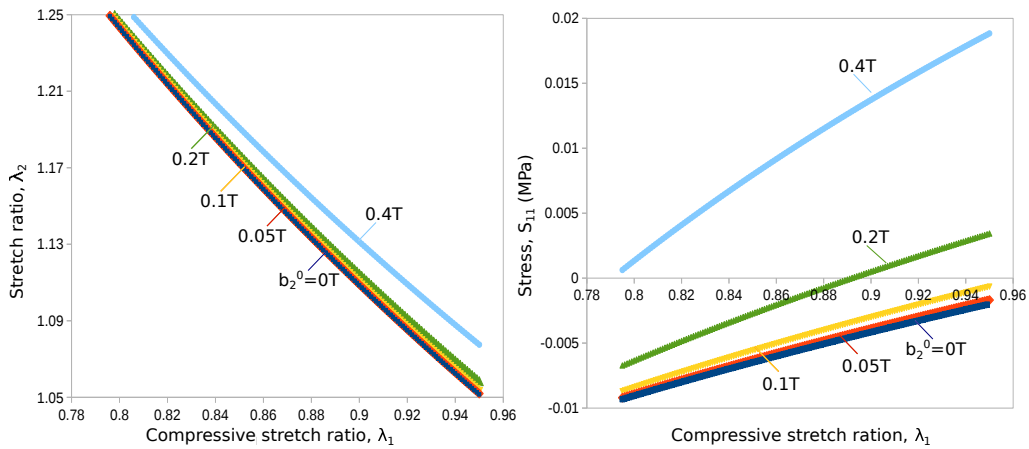 1.25
1.21
1.17
1.13
1.09
1.05
Stretch ratio, λ2
0.2T
0.1T
0.05T
b2⁰=0T
0.4T
0.78 0.8 0.82 0.84 0.86 0.88 0.9 0.92 0.94 0.96
Compressive stretch ratio, λ1
0.02
0.015
0.01
0.005
0
-0.005
-0.01
Stress, S11 (MPa)
0.4T
0.2T
0.78 0.8 0.82 0.84 0.86 0.88 0.9 0.92 0.94 0.96
b2⁰=0T
0.05T
0.1T
Compressive stretch ration, λ1